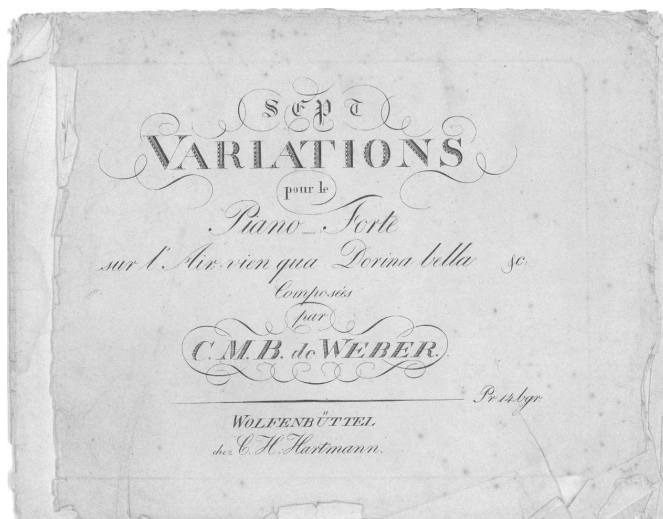 SEPT
VARIATIONS
pour le
Piano_Forte
sur l'Air vien qua Dorina bella &c:
Composées
par
C. M. B. de WEBER.
Pr. 14. bgr.
WOLFENBÜTTEL
chez C. H. Hartmann.